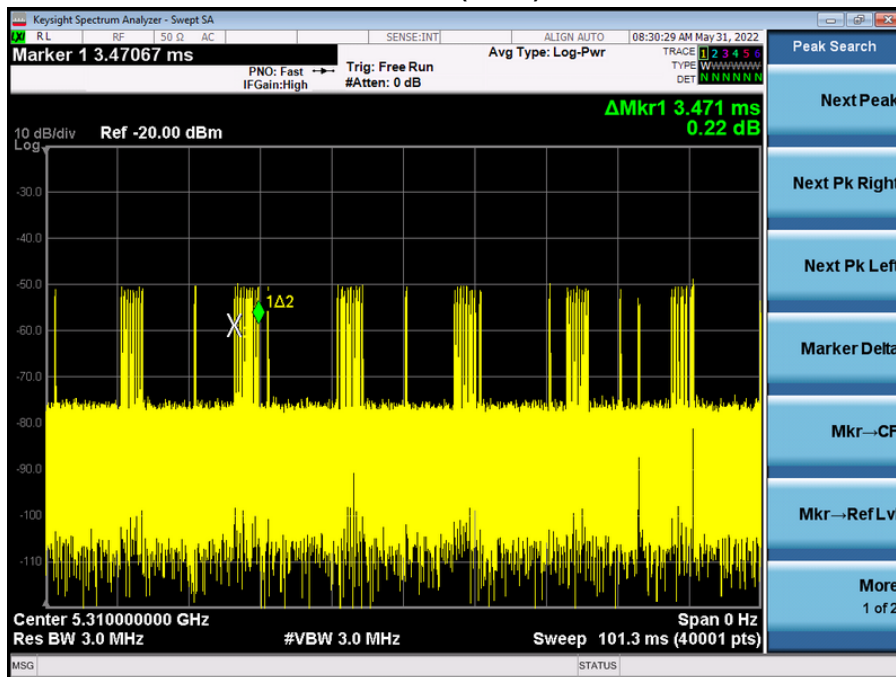 Keysight Spectrum Analyzer - Swept SA
LXI RL RF 50 Ω AC SENSE:INT ALIGN AUTO 08:30:29 AM May 31, 2022
Marker 1 3.47067 ms
PNO: Fast
IFGain:High
Trig: Free Run
#Atten: 0 dB
Avg Type: Log-Pwr
TRACE 1 2 3 4 5 6
TYPE WWWWWW
DET N N N N N N
Peak Search
ΔMkr1 3.471 ms
0.22 dB
10 dB/div Ref -20.00 dBm
Log
-30.0
-40.0
-50.0
1Δ2
-60.0
X
-70.0
-80.0
-90.0
-100
-110
Center 5.310000000 GHz
Span 0 Hz
Res BW 3.0 MHz
#VBW 3.0 MHz
Sweep 101.3 ms (40001 pts)
MSG
STATUS
Next Peak
Next Pk Right
Next Pk Left
Marker Delta
Mkr→CF
Mkr→Ref Lvl
More
1 of 2